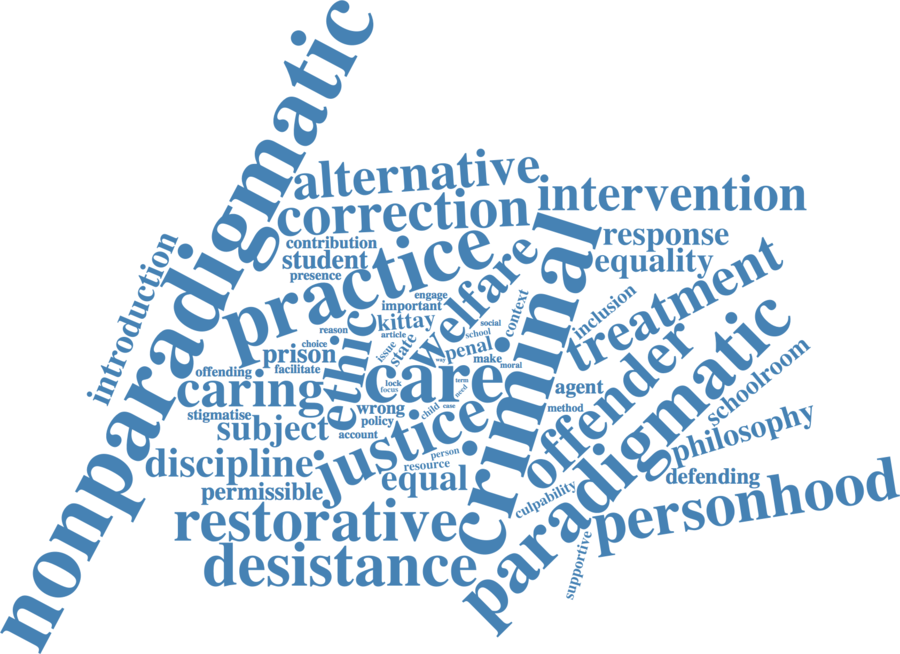 nonparadigmatic
alternative
intervention
correction
contribution
student
presence
practice
welfare
criminal
response
equality
treatment
introduction
engage
important
kittay
article
reason
choice
issue
state
social
school
context
inclusion
prison
facilitate
offending
ethic
penal
way
make
moral
caring
care
lock
focus
term
need
agent
method
offender
paradigmatic
schoolroom
stigmatise
subject
wrong
policy
account
child
case
justice
philosophy
discipline
permissible
person
resource
equal
culpability
defending
personhood
restorative
desistance
supportive